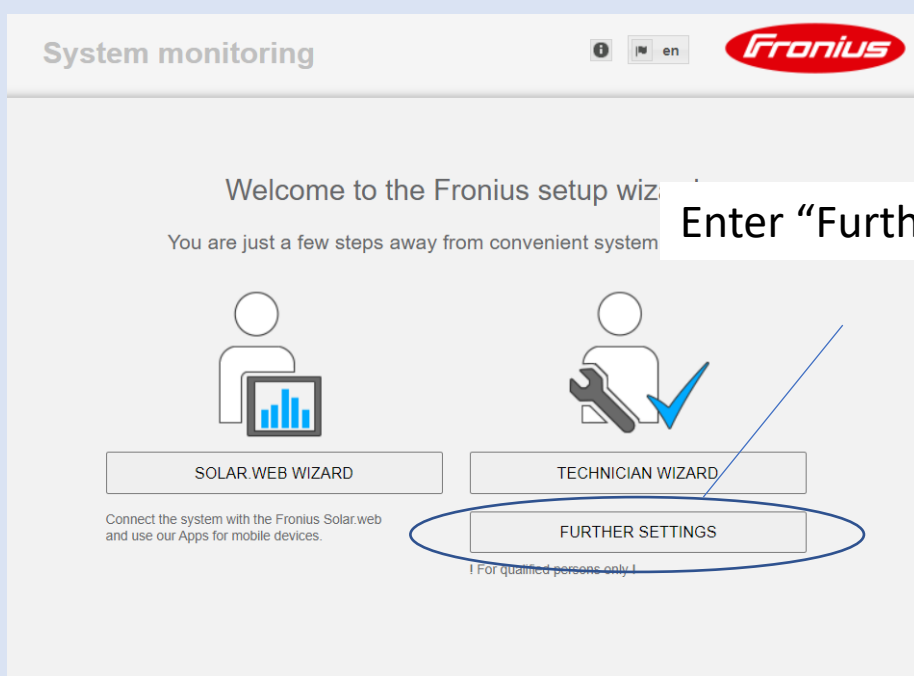 System monitoring
en
Fronius
Welcome to the Fronius setup
You are just a few steps away from convenient system
Enter “
SOLAR.WEB WIZARD
TECHNICIAN WIZARD
Connect the system with the Fronius Solar.web
and use our Apps for mobile devices.
FURTHER SETTINGS
! For qualified persons only !